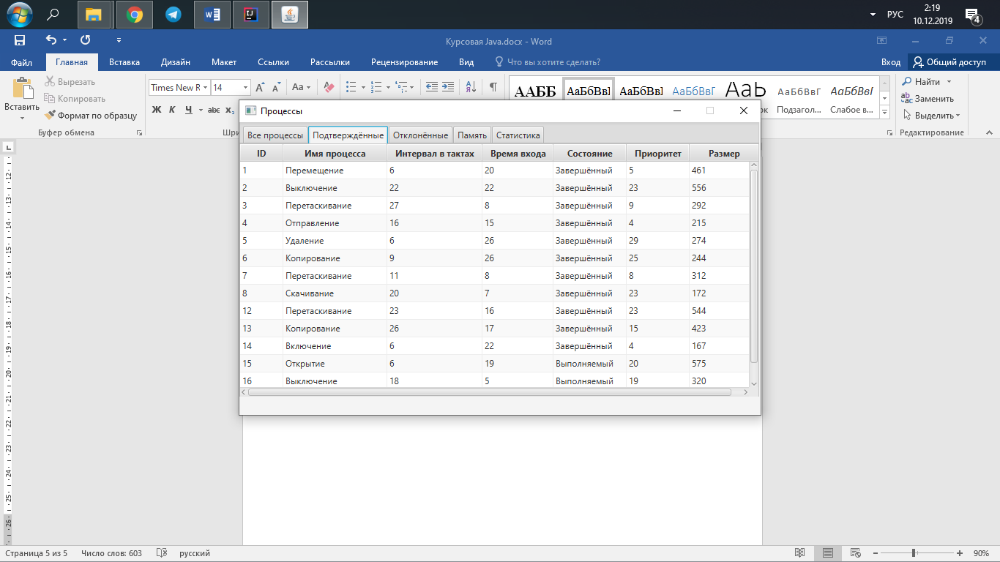 РУС
2:19
10.12.2019
4
Курсовая Java.docx - Word
Файл Главная Вставка Дизайн Макет Ссылки Рассылки Рецензирование Вид Что вы хотите сделать? Вход Общий доступ
Вставить
Вырезать
Копировать
Формат по образцу
Буфер обмена
Times New R 14
Ж К Ч abc x₂
Aa
Шри
ААББ АаБбВвІ АаБбВвІ АаБбВвГ АаЬ АаБбВвГ АаБбВвІ
Подзагол... Слабое в...
Найти
Заменить
Выделить
Редактирование
Процессы
Все процессы Подтверждённые Отклонённые Память Статистика
ID Имя процесса Интервал в тактах Время входа Состояние Приоритет Размер
1 Перемещение 6 20 Завершённый 5 461
2 Выключение 22 22 Завершённый 23 556
3 Перетаскивание 27 8 Завершённый 9 292
4 Отправление 16 15 Завершённый 4 215
5 Удаление 6 26 Завершённый 29 274
6 Копирование 9 26 Завершённый 25 244
7 Перетаскивание 11 8 Завершённый 8 312
8 Скачивание 20 7 Завершённый 23 172
12 Перетаскивание 23 16 Завершённый 23 544
13 Копирование 26 17 Завершённый 15 423
14 Включение 6 22 Завершённый 4 167
15 Открытие 6 19 Выполняемый 20 575
16 Выключение 18 5 Выполняемый 19 320
Страница 5 из 5 Число слов: 603 русский 90%